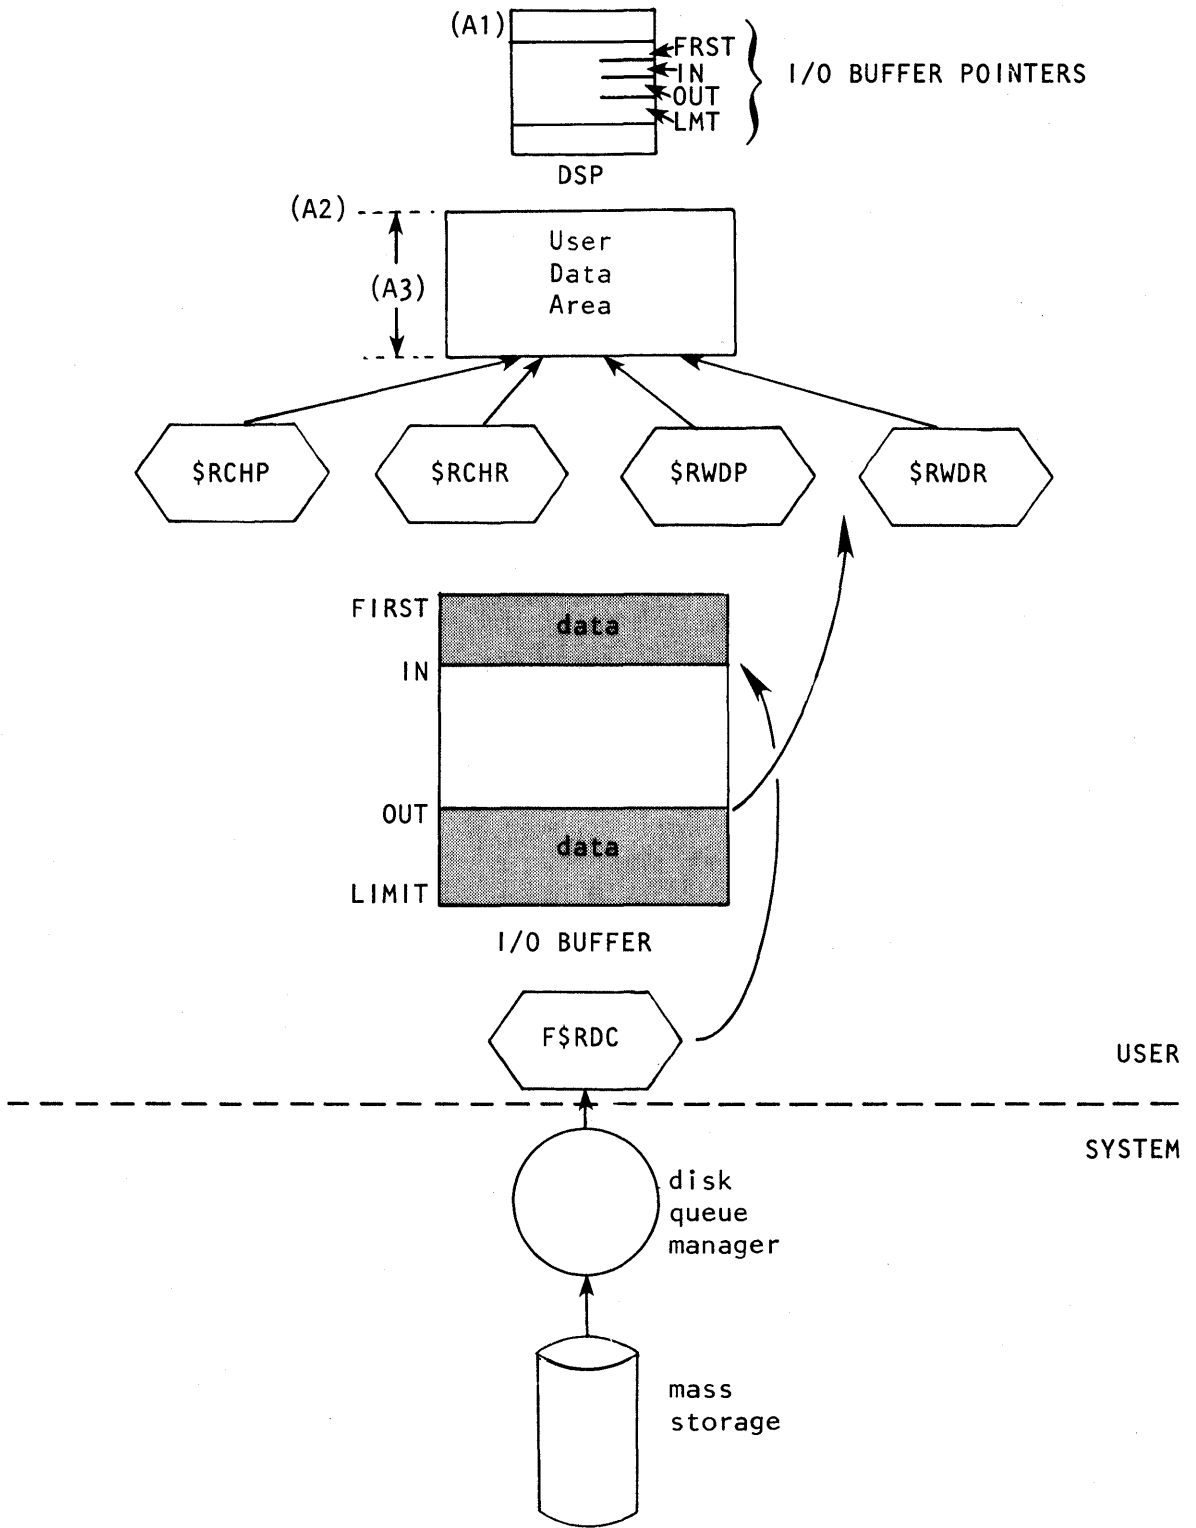 (A1)
FRST
IN
OUT
LMT
I/O BUFFER POINTERS
DSP
(A2)
(A3)
User
Data
Area
$RCHP
$RCHR
$RWDP
$RWDR
FIRST
data
IN
OUT
data
LIMIT
I/O BUFFER
F$RDC
USER
SYSTEM
disk
queue
manager
mass
storage